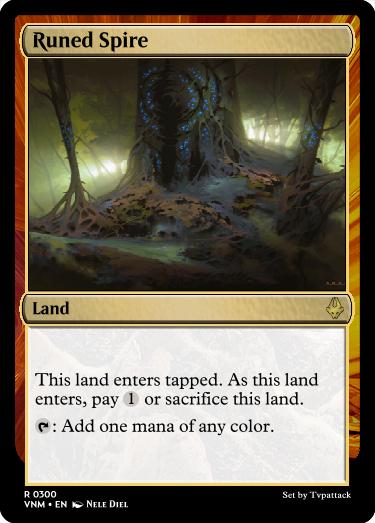 Runed Spire
Land
This land enters tapped. As this land
enters, pay 1 or sacrifice this land.
: Add one mana of any color.
R 0300
VNM • EN Nele Diel
Set by Tvpattack